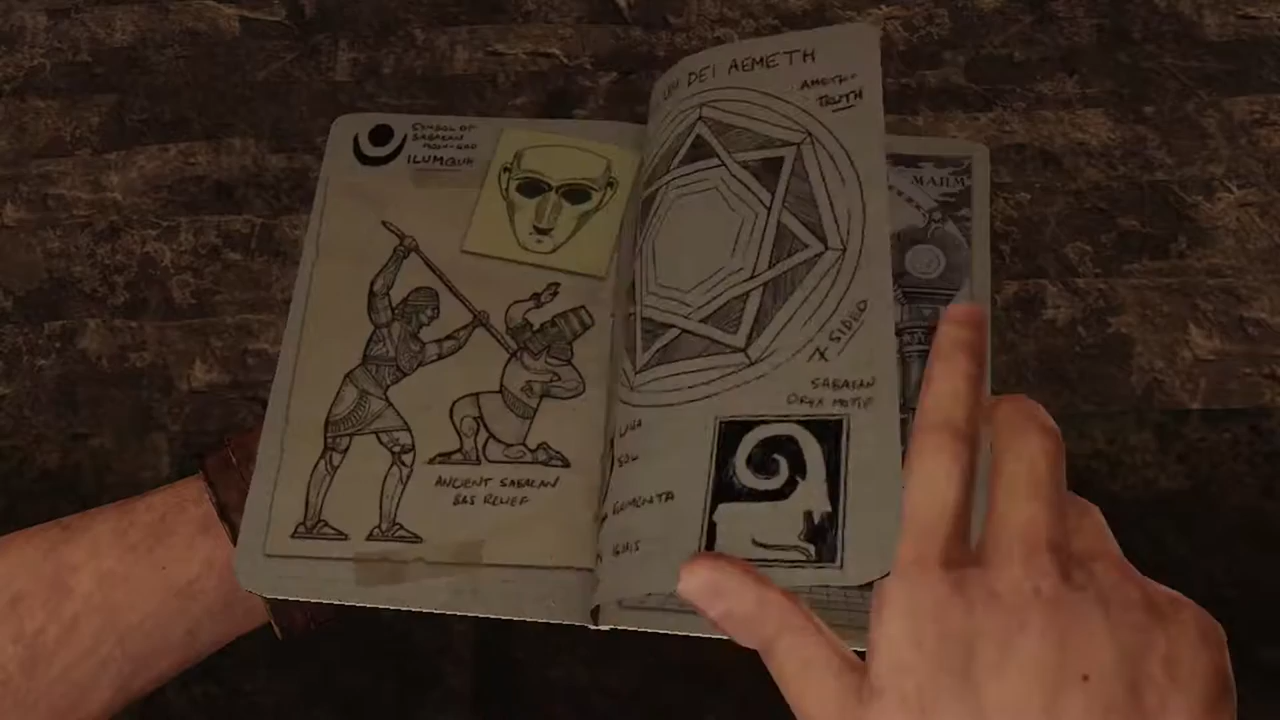 SYMBOL OF
SABAEAN
MOON-GOD
ILUMQUH
ANCIENT SABAEAN
BAS RELIEF
DEI AEMETH
TRUTH
SIDED
SABAEAN
ORYX MOTIF
LUNA
SOL
IGNIS